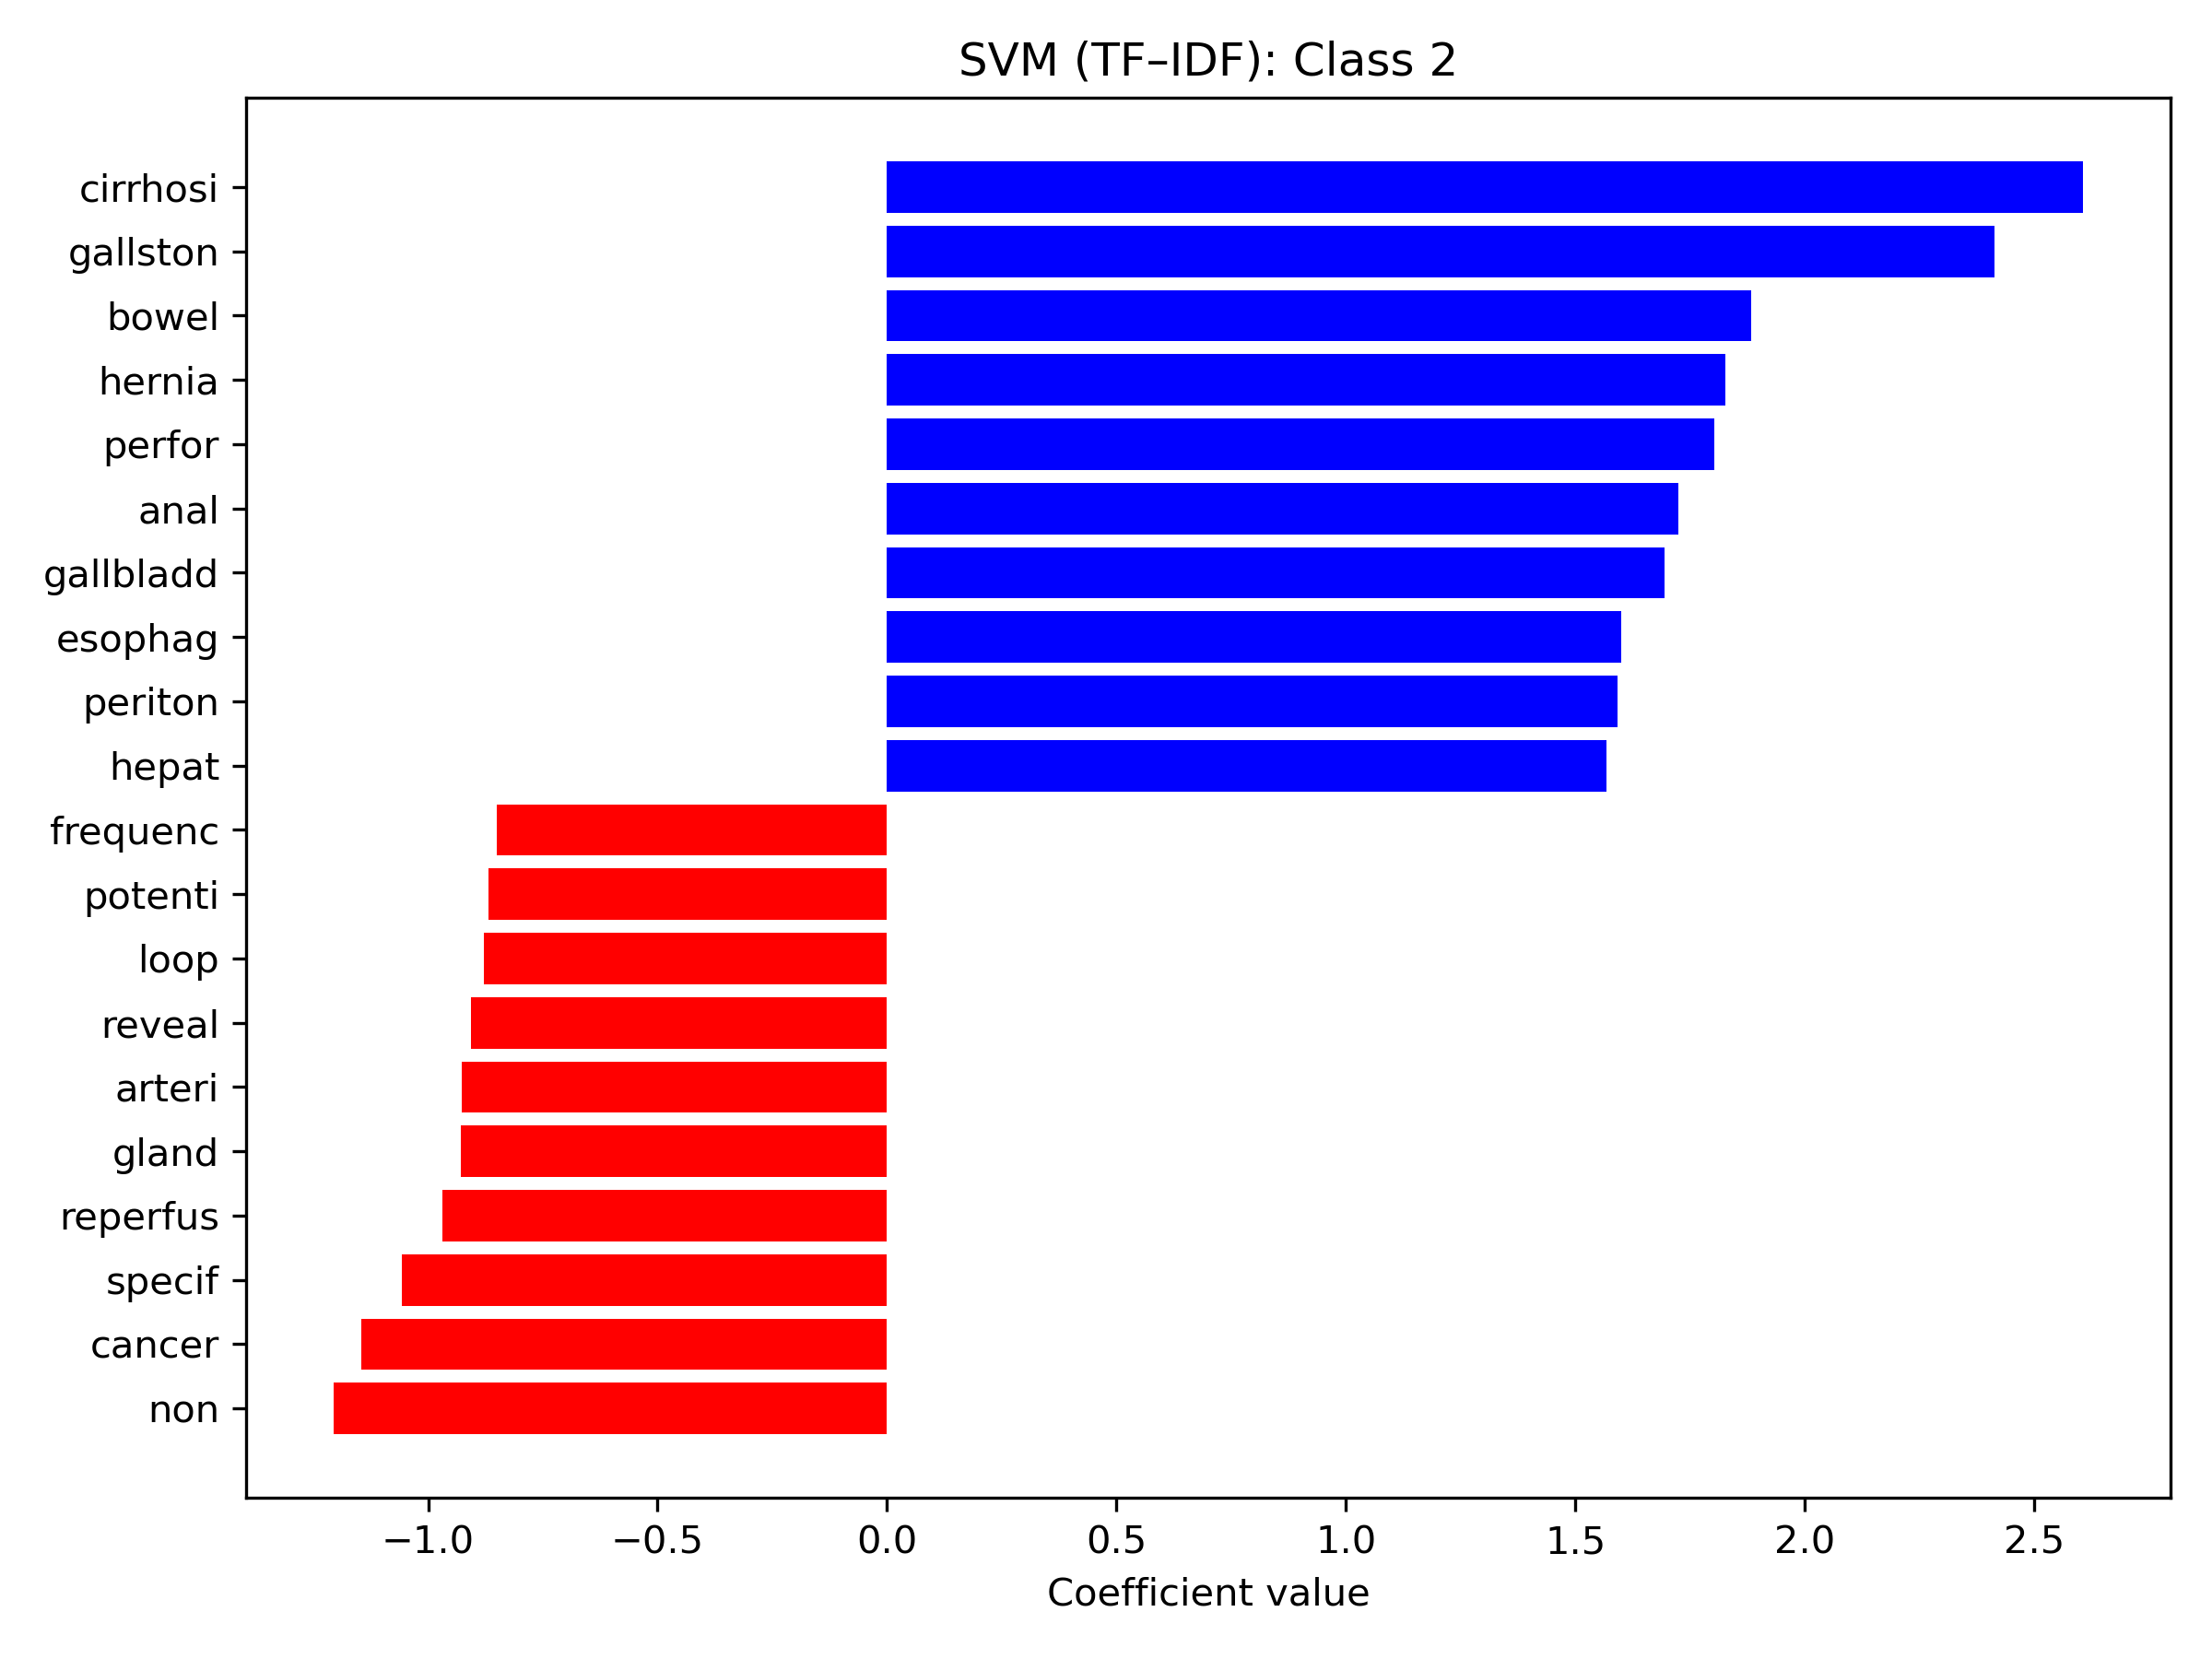 SVM (TF–IDF): Class 2
cirrhosi
gallston
bowel
hernia
perfor
anal
gallbladd
esophag
periton
hepat
frequenc
potenti
loop
reveal
arteri
gland
reperfus
specif
cancer
non
−1.0 −0.5 0.0 0.5 1.0 1.5 2.0 2.5
Coefficient value